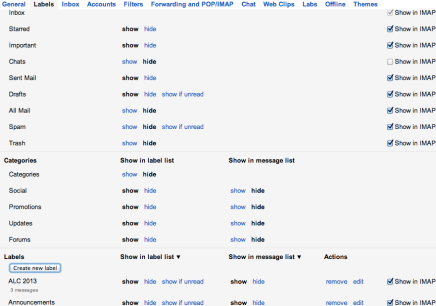 General Labels Inbox Accounts Filters Forwarding and POP/IMAP Chat Web Clips Labs Offline Themes
Inbox Show in IMAP
Starred show hide Show in IMAP
Important show hide Show in IMAP
Chats show hide Show in IMAP
Sent Mail show hide Show in IMAP
Drafts show hide show if unread Show in IMAP
All Mail show hide Show in IMAP
Spam show hide show if unread Show in IMAP
Trash show hide Show in IMAP
Categories Show in label list Show in message list
Categories show hide
Social show hide show hide
Promotions show hide show hide
Updates show hide show hide
Forums show hide show hide
Labels Show in label list ▼ Show in message list ▼ Actions
Create new label
ALC 2013 show hide show if unread show hide remove edit Show in IMAP
3 messages
Announcements show hide show if unread show hide remove edit Show in IMAP